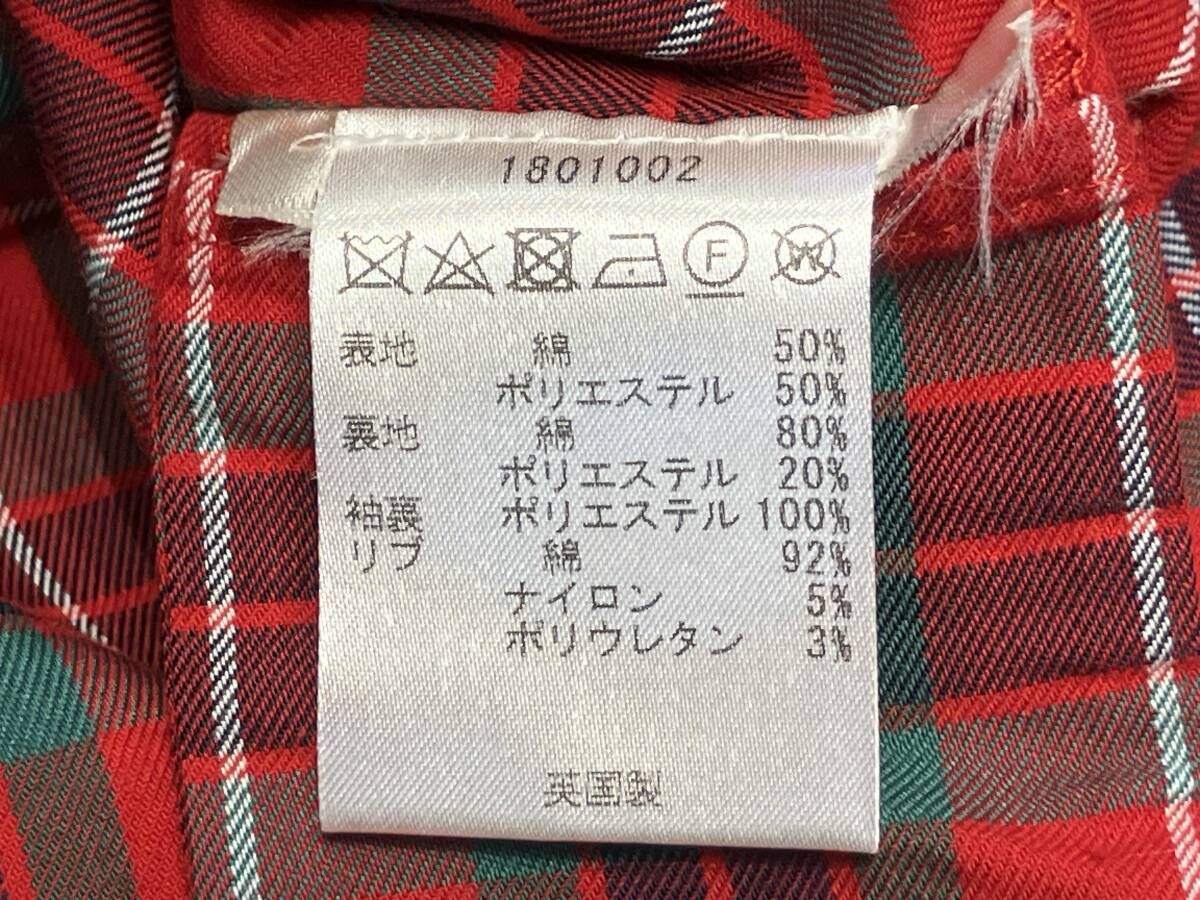 1801002
F W
表地 綿 50%
ポリエステル 50%
裏地 綿 80%
ポリエステル 20%
袖裏 ポリエステル 100%
リブ 綿 92%
ナイロン 5%
ポリウレタン 3%
英国製